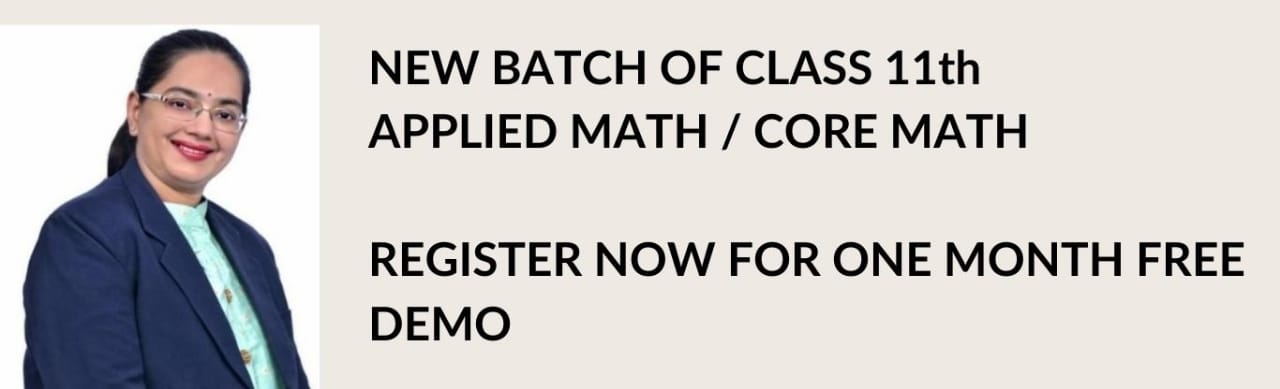 NEW BATCH OF CLASS 11th
APPLIED MATH / CORE MATH
REGISTER NOW FOR ONE MONTH FREE
DEMO